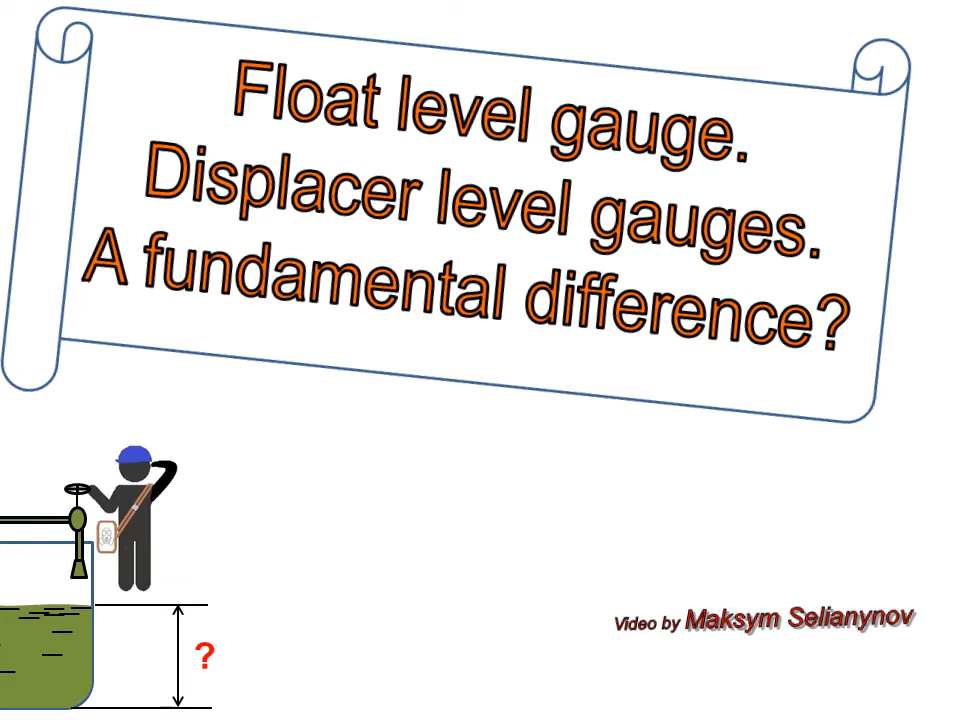 Float level gauge.
Displacer level gauges.
A fundamental difference?
Video by Maksym Selianynov
?